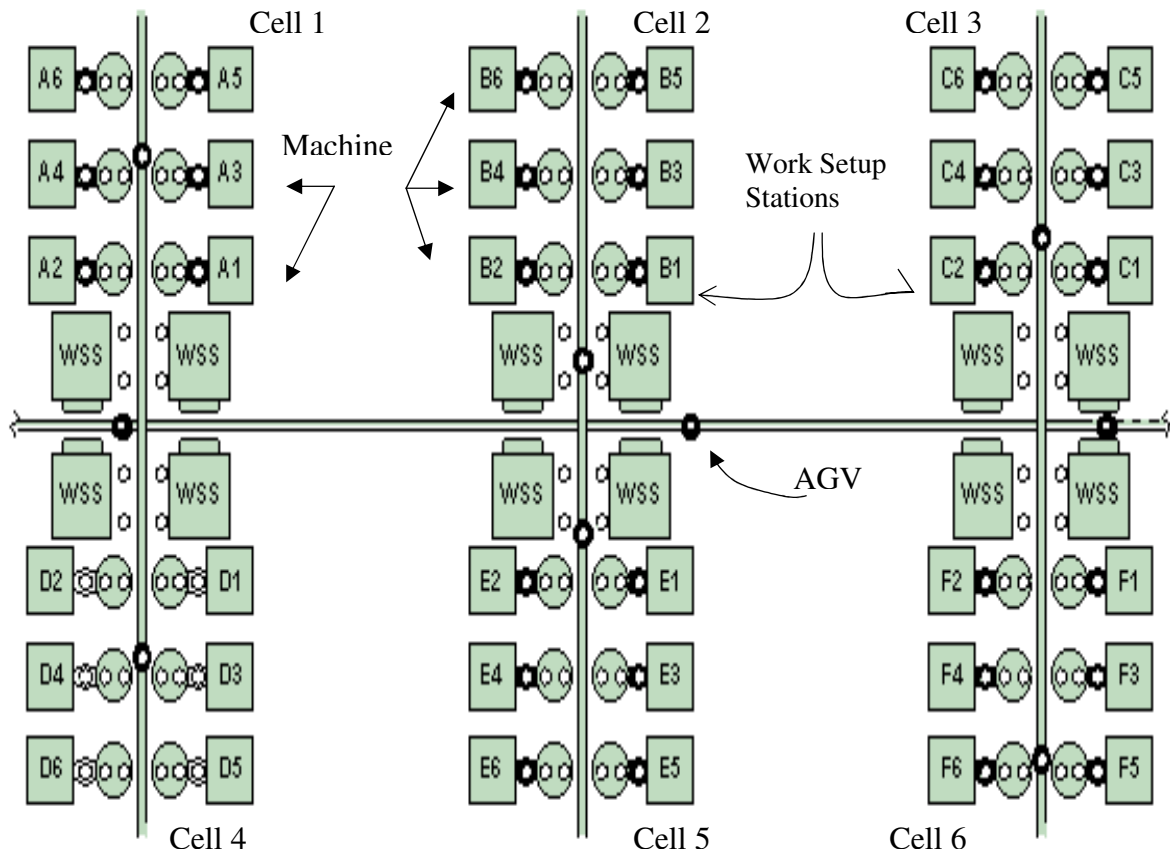 Cell 1
Cell 2
Cell 3
A6
A5
B6
B5
C6
C5
Machine
A4
A3
B4
B3
Work Setup
Stations
C4
C3
A2
A1
B2
B1
C2
C1
WSS
WSS
WSS
WSS
WSS
WSS
AGV
WSS
WSS
WSS
WSS
WSS
WSS
D2
D1
E2
E1
F2
F1
D4
D3
E4
E3
F4
F3
D6
D5
E6
E5
F6
F5
Cell 4
Cell 5
Cell 6